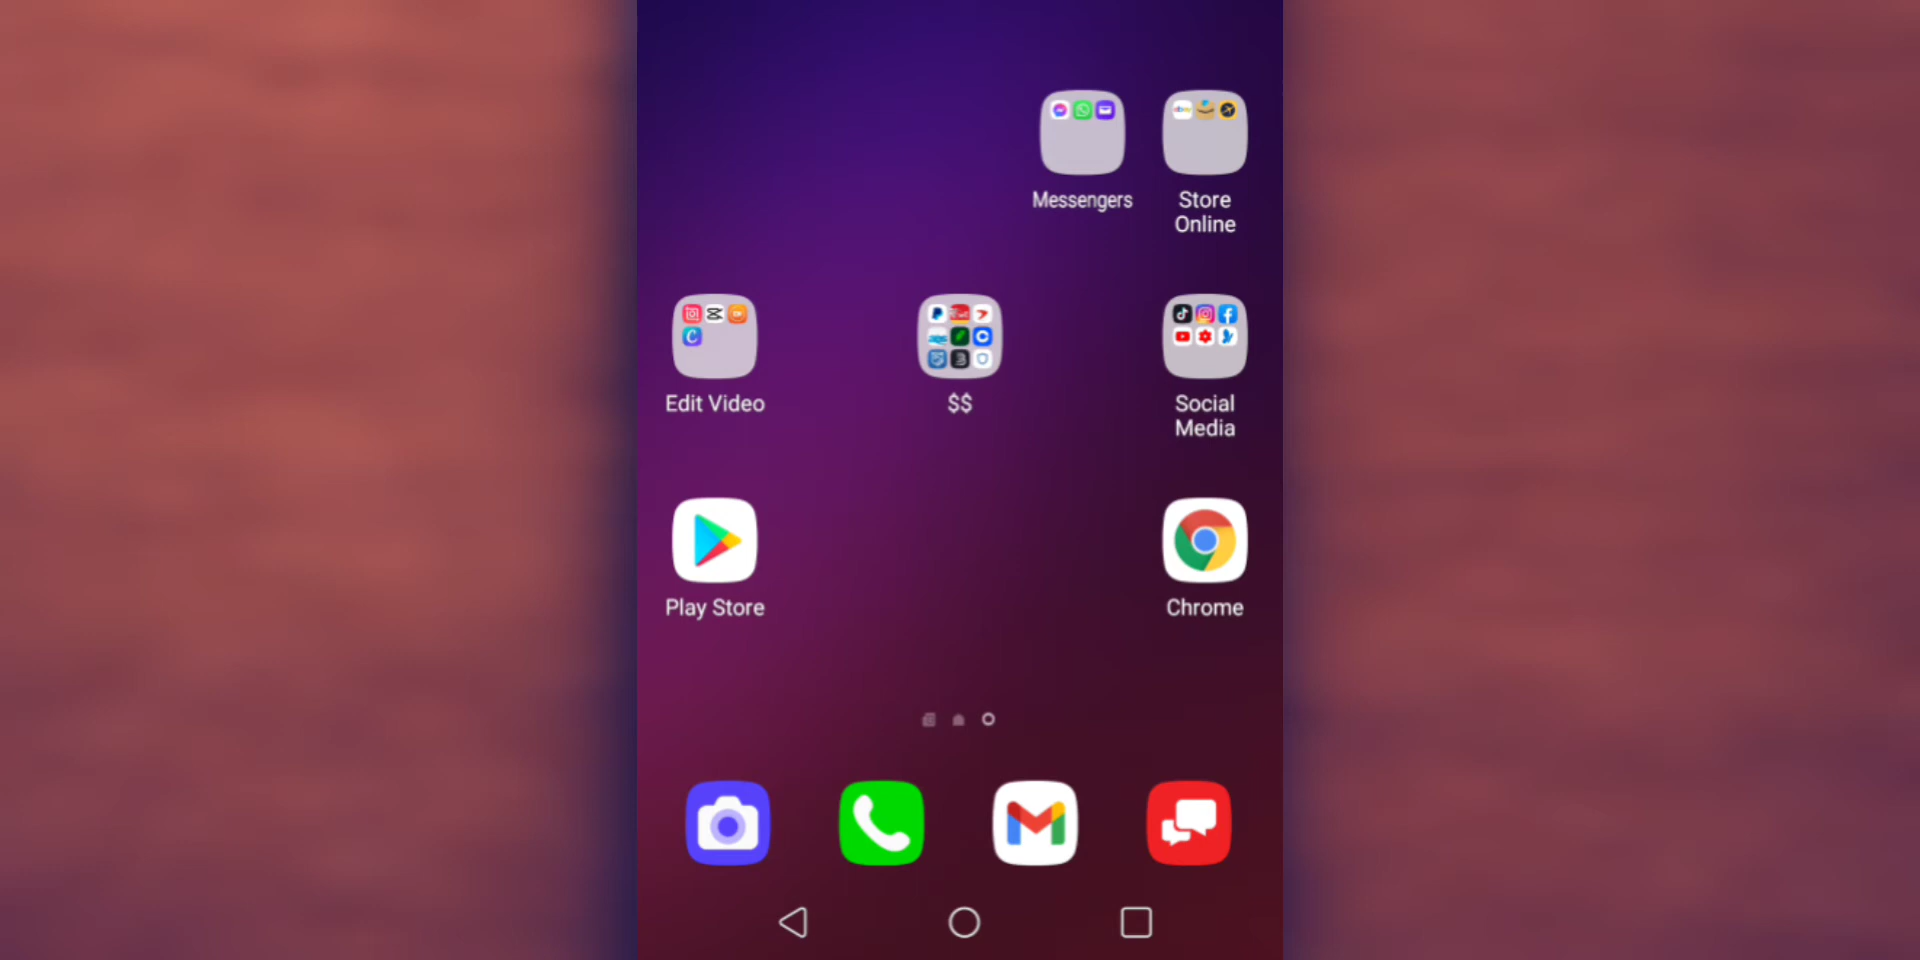 Messengers
Store
Online
Edit Video
$$
Social
Media
Play Store
Chrome